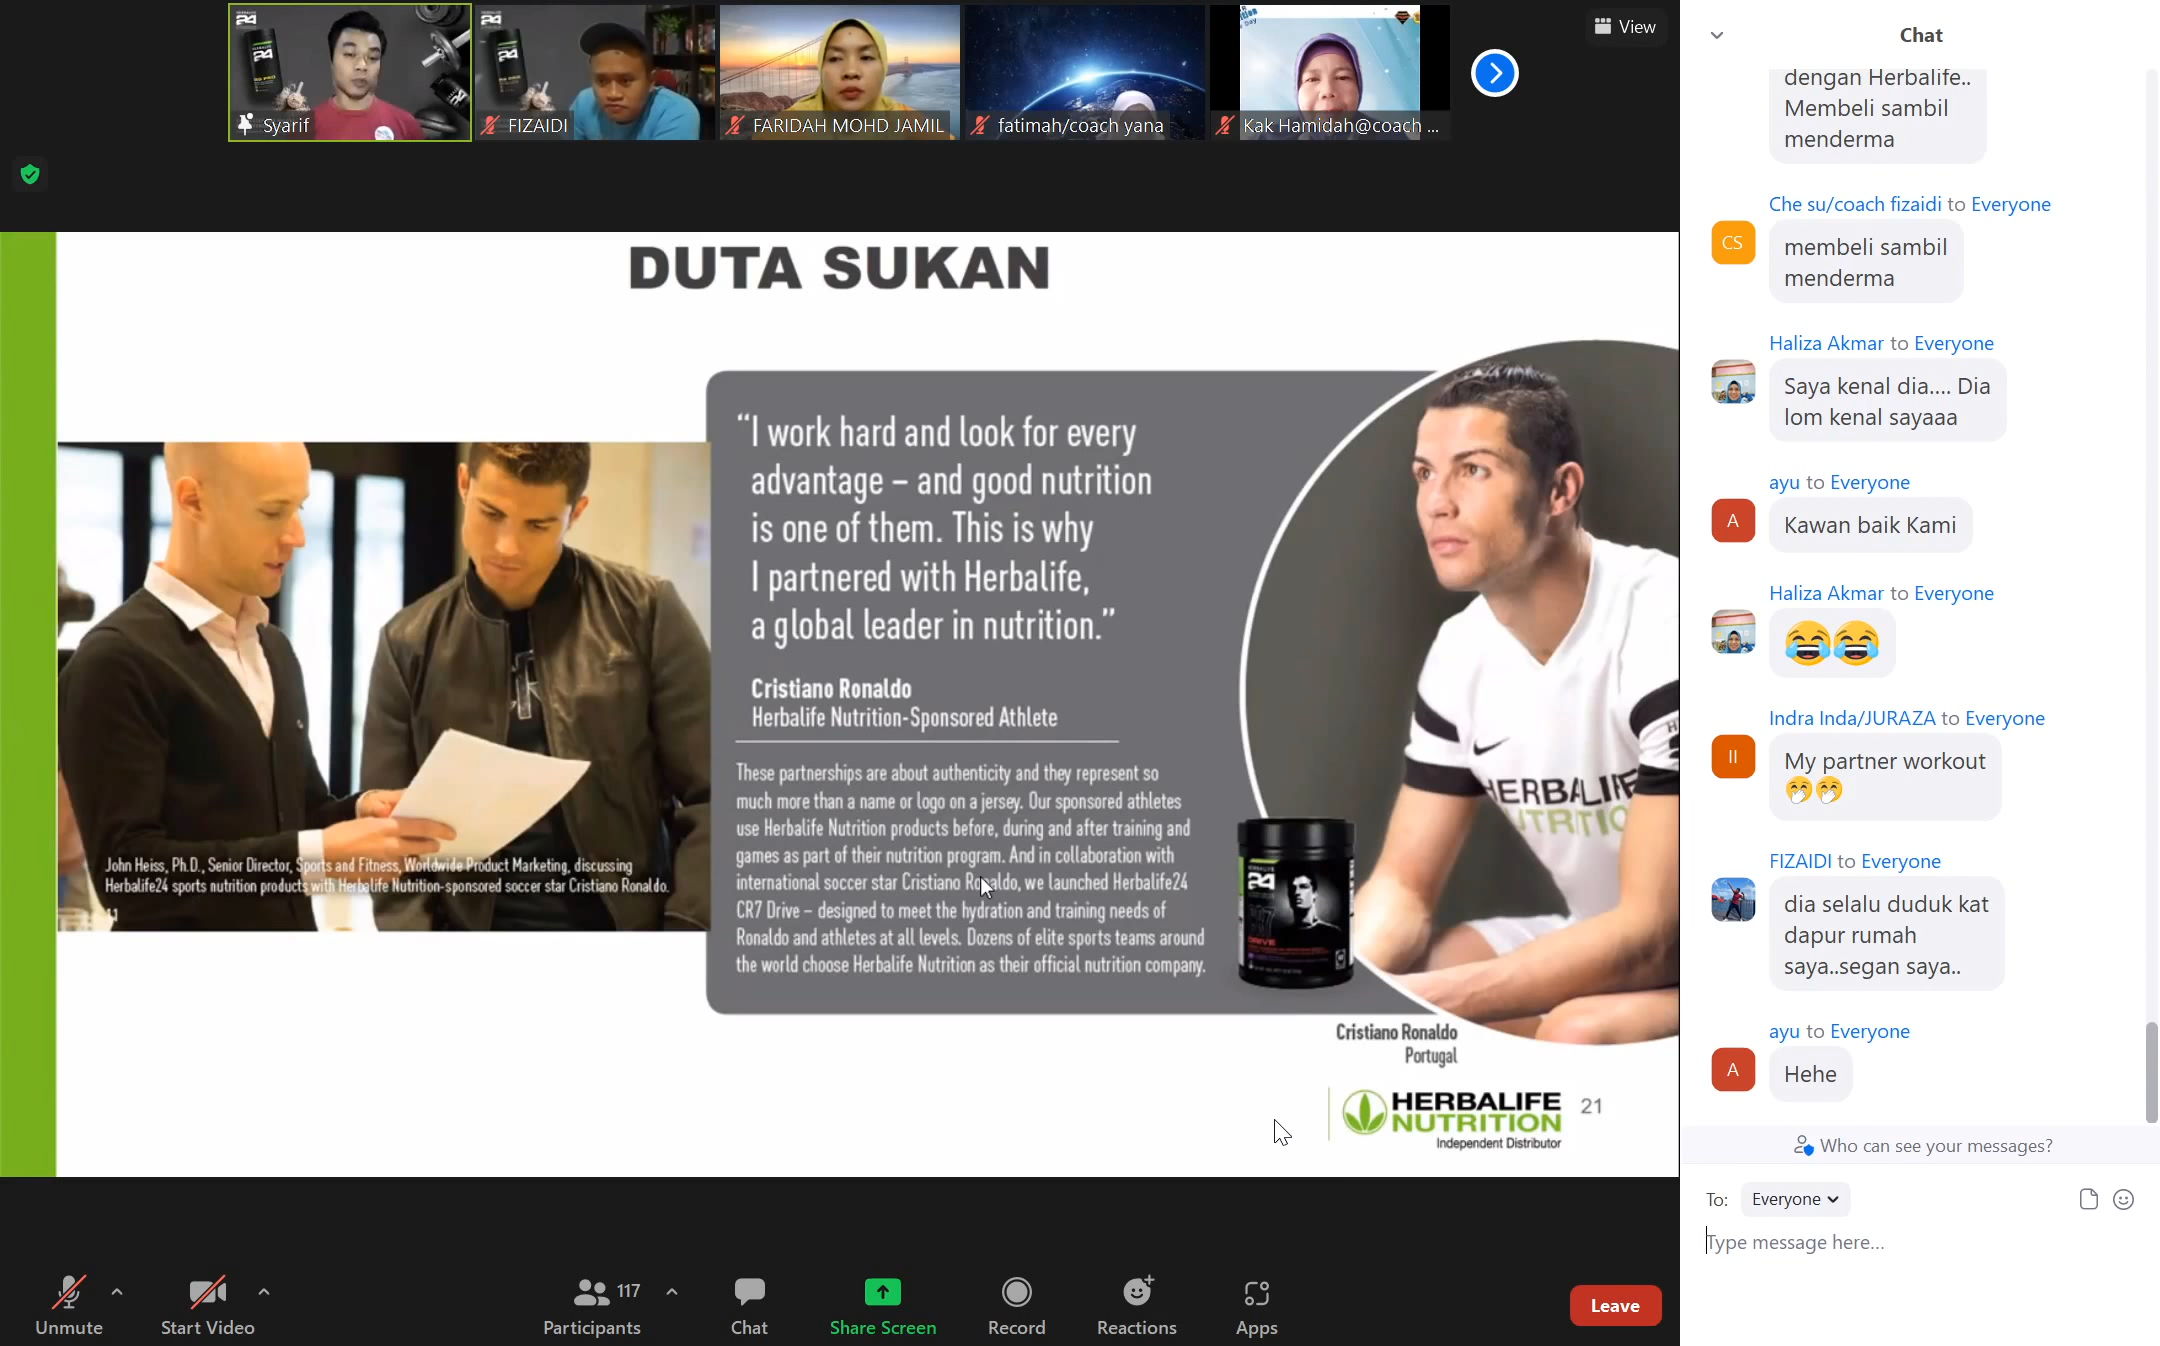 Syarif
FIZAIDI
FARIDAH MOHD JAMIL
fatimah/coach yana
Kak Hamidah@coach ...
View
DUTA SUKAN
“I work hard and look for every
advantage – and good nutrition
is one of them. This is why
I partnered with Herbalife,
a global leader in nutrition.”
Cristiano Ronaldo
Herbalife Nutrition-Sponsored Athlete
These partnerships are about authenticity and they represent so
much more than a name or logo on a jersey. Our sponsored athletes
use Herbalife Nutrition products before, during and after training and
games as part of their nutrition program. And in collaboration with
international soccer star Cristiano Ronaldo, we launched Herbalife24
CR7 Drive – designed to meet the hydration and training needs of
Ronaldo and athletes at all levels. Dozens of elite sports teams around
the world choose Herbalife Nutrition as their official nutrition company.
John Heiss, Ph.D., Senior Director, Sports and Fitness, Worldwide Product Marketing, discussing
Herbalife24 sports nutrition products with Herbalife Nutrition-sponsored soccer star Cristiano Ronaldo.
11
24
DRIVE
Cristiano Ronaldo
Portugal
HERBALIFE
NUTRITION
Independent Distributor
21
Unmute
Start Video
117
Participants
Chat
Share Screen
Record
Reactions
Apps
Leave
Chat
dengan Herbalife..
Membeli sambil
menderma
Che su/coach fizaidi to Everyone
CS
membeli sambil
menderma
Haliza Akmar to Everyone
Saya kenal dia.... Dia
lom kenal sayaaa
ayu to Everyone
A
Kawan baik Kami
Haliza Akmar to Everyone
😂😂
Indra Inda/JURAZA to Everyone
II
My partner workout
🤭🤭
FIZAIDI to Everyone
dia selalu duduk kat
dapur rumah
saya..segan saya..
ayu to Everyone
A
Hehe
Who can see your messages?
To: Everyone
Type message here...